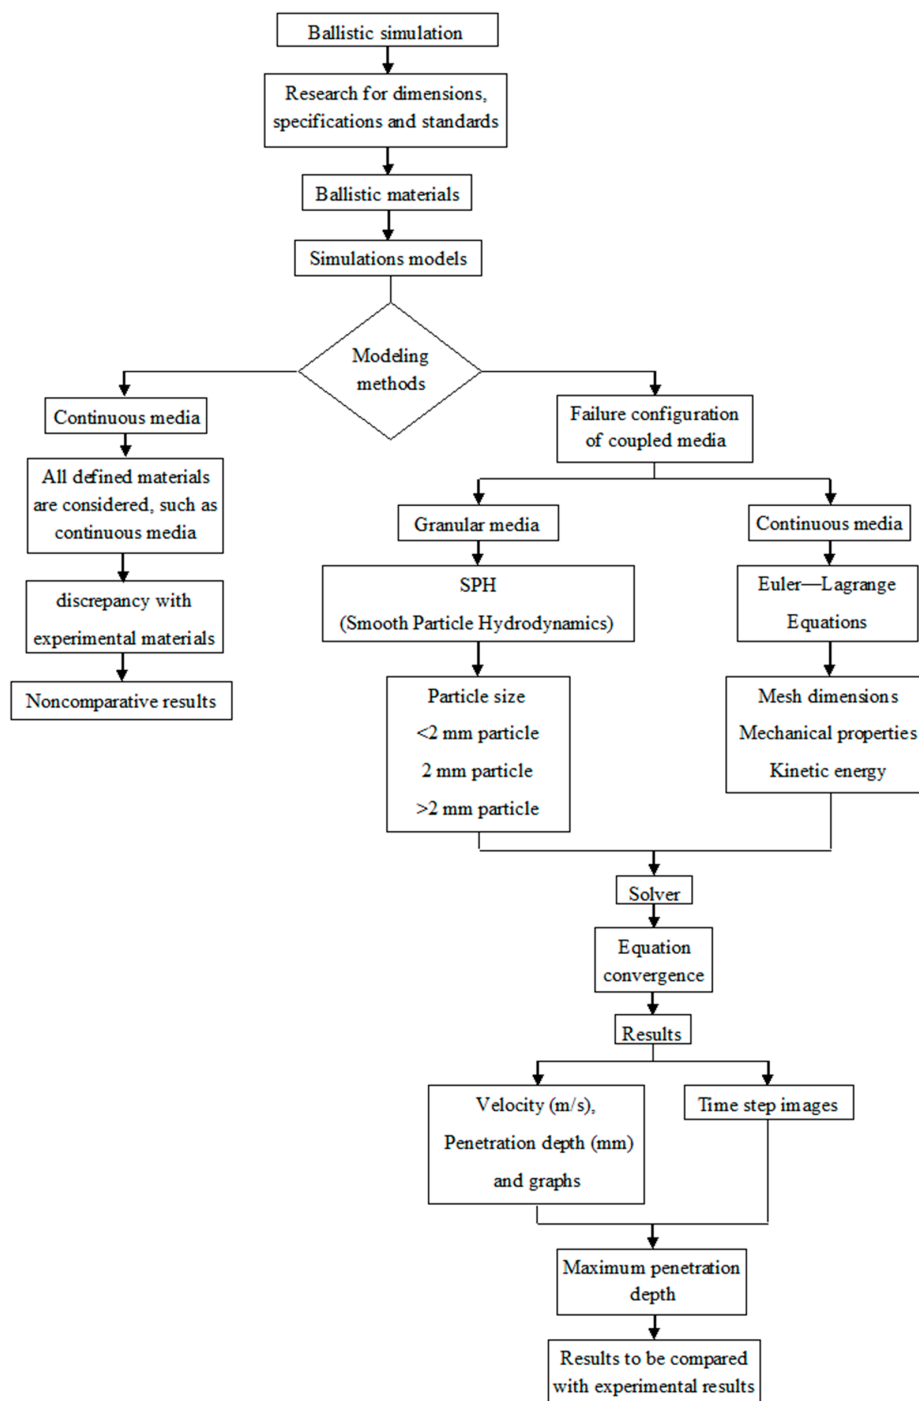 Ballistic simulation
Research for dimensions,
specifications and standards
Ballistic materials
Simulations models
Modeling
methods
Continuous media
All defined materials
are considered, such as
continuous media
discrepancy with
experimental materials
Noncomparative results
Failure configuration
of coupled media
Granular media
SPH
(Smooth Particle Hydrodynamics)
Particle size
<2 mm particle
2 mm particle
>2 mm particle
Continuous media
Euler—Lagrange
Equations
Mesh dimensions
Mechanical properties
Kinetic energy
Solver
Equation
convergence
Results
Velocity (m/s),
Penetration depth (mm)
and graphs
Time step images
Maximum penetration
depth
Results to be compared
with experimental results